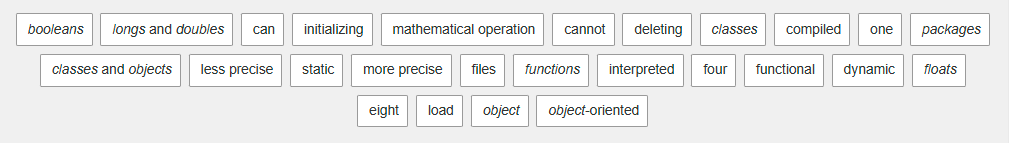 booleans longs and doubles can initializing mathematical operation cannot deleting classes compiled one packages
classes and objects less precise static more precise files functions interpreted four functional dynamic floats
eight load object object-oriented